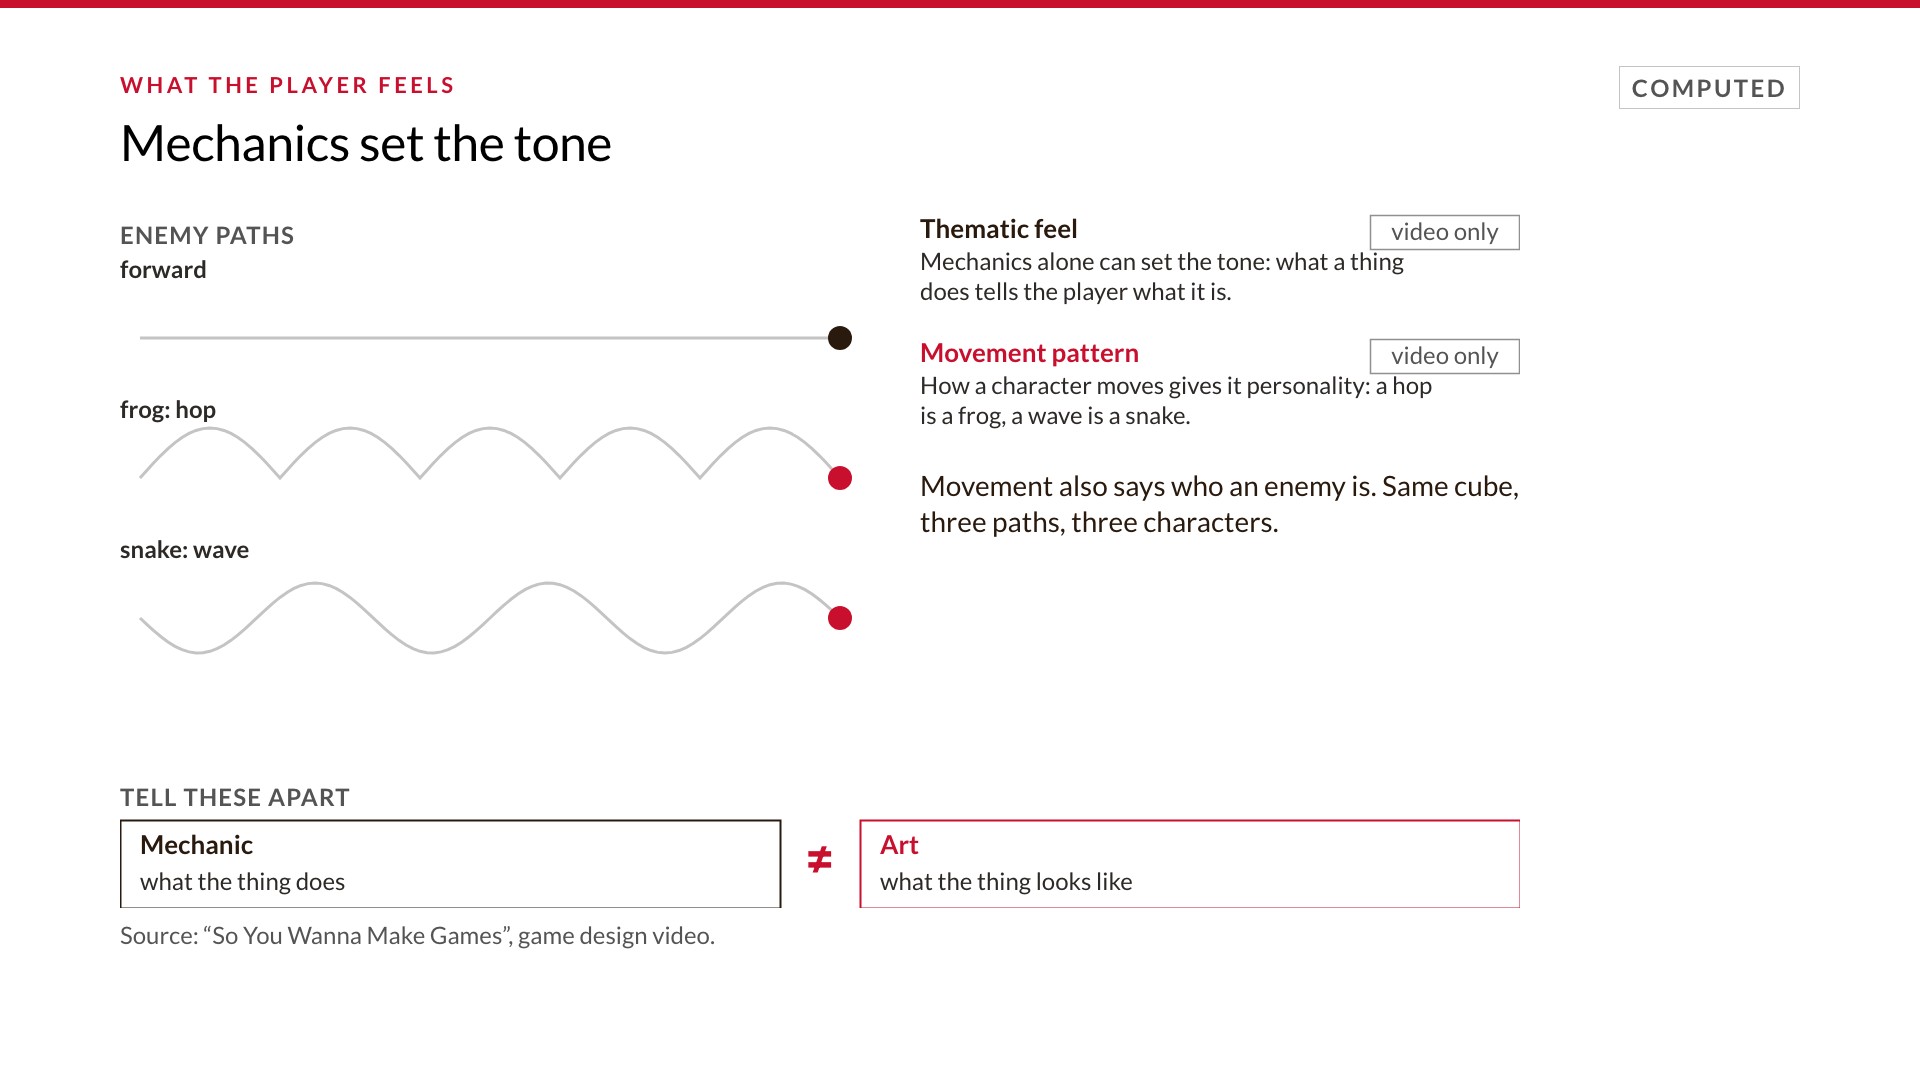 WHAT THE PLAYER FEELS
COMPUTED
Mechanics set the tone
ENEMY PATHS
forward
frog: hop
snake: wave
Thematic feel
video only
Mechanics alone can set the tone: what a thing
does tells the player what it is.
Movement pattern
video only
How a character moves gives it personality: a hop
is a frog, a wave is a snake.
Movement also says who an enemy is. Same cube,
three paths, three characters.
TELL THESE APART
Mechanic
what the thing does
≠
Art
what the thing looks like
Source: “So You Wanna Make Games”, game design video.